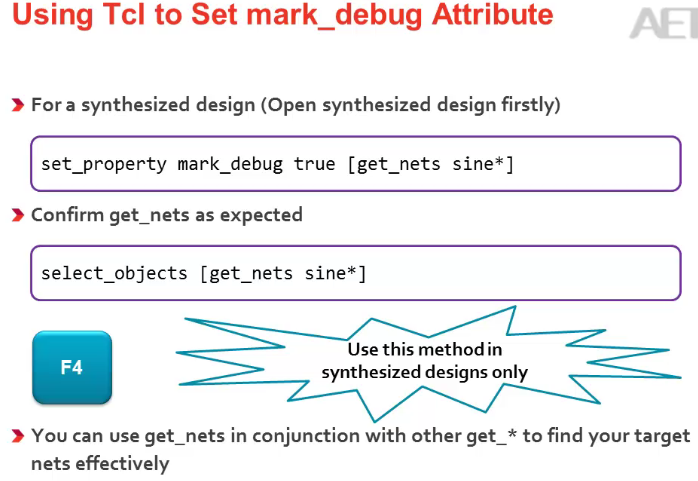 Using Tcl to Set mark_debug Attribute
For a synthesized design (Open synthesized design firstly)
set_property mark_debug true [get_nets sine*]
Confirm get_nets as expected
select_objects [get_nets sine*]
F4
Use this method in
synthesized designs only
You can use get_nets in conjunction with other get_* to find your target
nets effectively